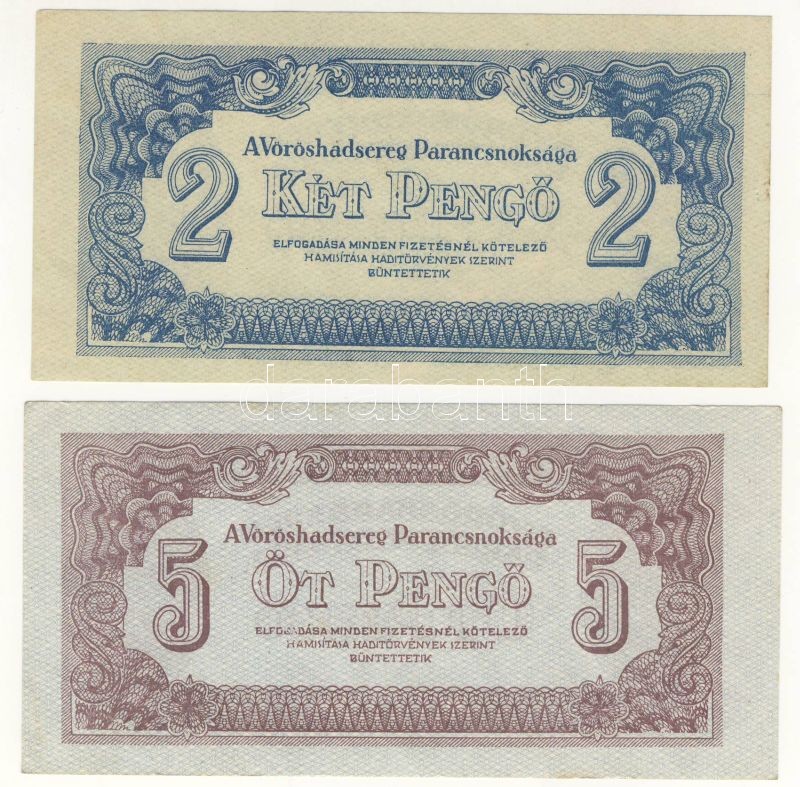 A Vöröshádsereg Parancsnoksága
2 KÉT PENGŐ 2
ELFOGADÁSA MINDEN FIZETÉSNÉL KÖTELEZŐ
HAMISÍTÁSA HADITÖRVÉNYEK SZERINT
BÜNTETTETIK
darabanth
A Vöröshadsereg Parancsnoksága
5 ÖT PENGŐ 5
ELFOGADÁSA MINDEN FIZETÉSNÉL KÖTELEZŐ
HAMISÍTÁSA HADITÖRVÉNYEK SZERINT
BÜNTETTETIK